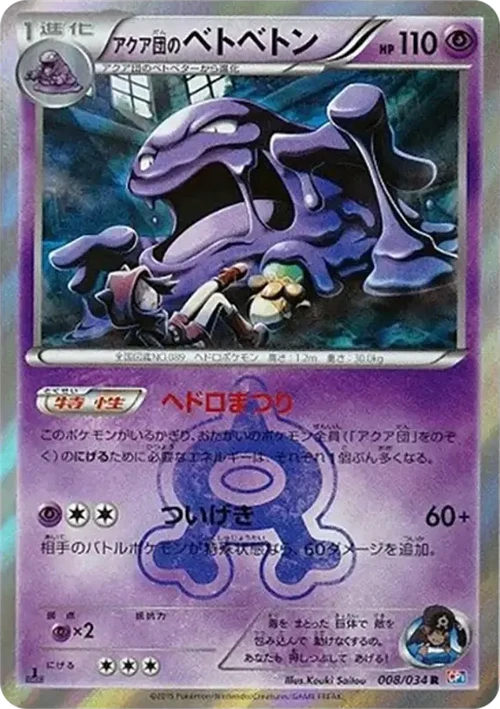 1進化
アクア団のベトベトン HP110
アクア団のベトベターから進化
全国図鑑NO.089 ヘドロポケモン 高さ:1.2m 重さ:30.0kg
とくせい
特性 ヘドロまつり
このポケモンがいるかぎり、おたがいのポケモン全員(「アクア団」をのぞ
く)のにげるために必要なエネルギーは、それぞれ1個ぶん多くなる。
ついげき 60+
相手のバトルポケモンが特殊状態なら、60ダメージを追加。
弱点 抵抗力
×2
にげる
毒を まとった 巨体で 敵を
包み込んで 動けなくするの。
あなたも 押しつぶして あげる!
Illus.Kouki Saitou 008/034 R
©2015 Pokémon/Nintendo/Creatures/GAME FREAK.